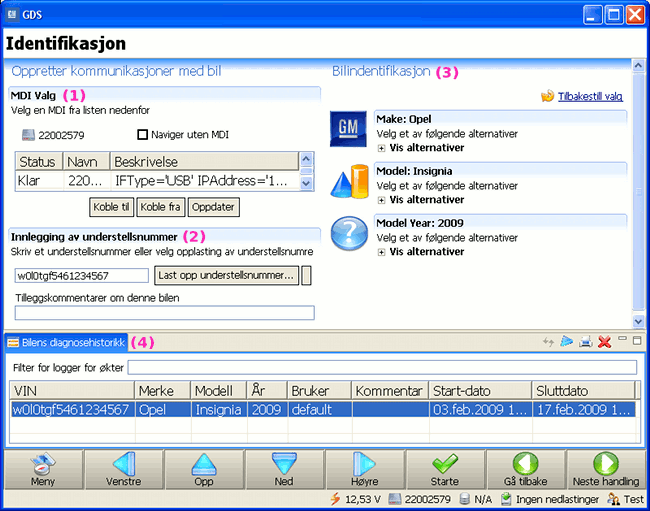 GDS
Identifikasjon
Oppretter kommunikasjoner med bil
MDI Valg (1)
Velg en MDI fra listen nedenfor
22002579 Naviger uten MDI
Status Navn Beskrivelse
Klar 220... IFType='USB' IPAddress='1...
Koble til Koble fra Oppdater
Innlegging av understellsnummer (2)
Skriv et understellsnummer eller velg opplasting av understellsnumre
w0l0tgf5461234567 Last opp understellsnummer...
Tilleggskommentarer om denne bilen
Bilindentifikasjon (3)
Tilbakestill valg
GM
Make: Opel
Velg et av følgende alternativer
Vis alternativer
Model: Insignia
Velg et av følgende alternativer
Vis alternativer
?
Model Year: 2009
Velg et av følgende alternativer
Vis alternativer
Bilens diagnosehistorikk (4)
Filter for logger for økter
VIN Merke Modell År Bruker Kommentar Start-dato Sluttdato
w0l0tgf5461234567 Opel Insignia 2009 default 03.feb.2009 1... 17.feb.2009 1...
Meny Venstre Opp Ned Høyre Starte Gå tilbake Neste handling
12,53 V 22002579 N/A Ingen nedlastinger Test